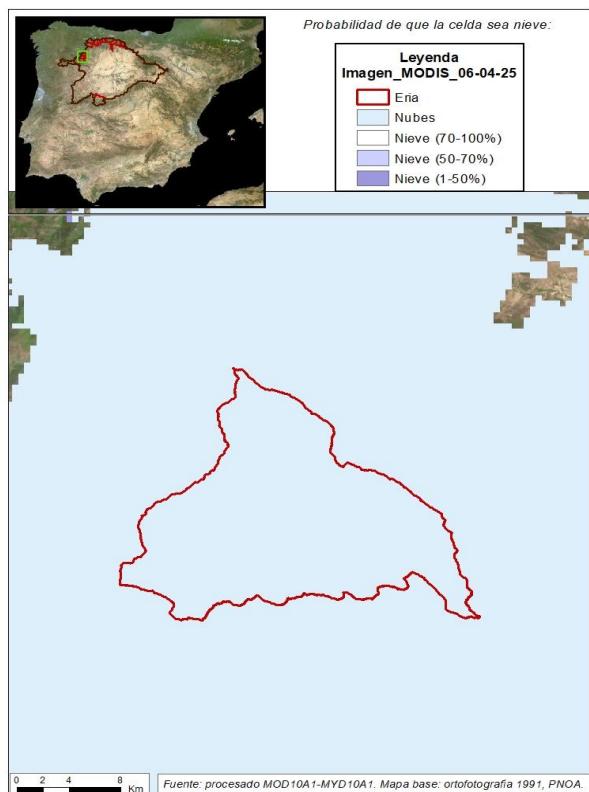 Probabilidad de que la celda sea nieve:
Leyenda
Imagen_MODIS_06-04-25
Eria
Nubes
Nieve (70-100%)
Nieve (50-70%)
Nieve (1-50%)
0 2 4 8
Km
Fuente: procesado MOD10A1-MYD10A1. Mapa base: ortofotografia 1991, PNOA.